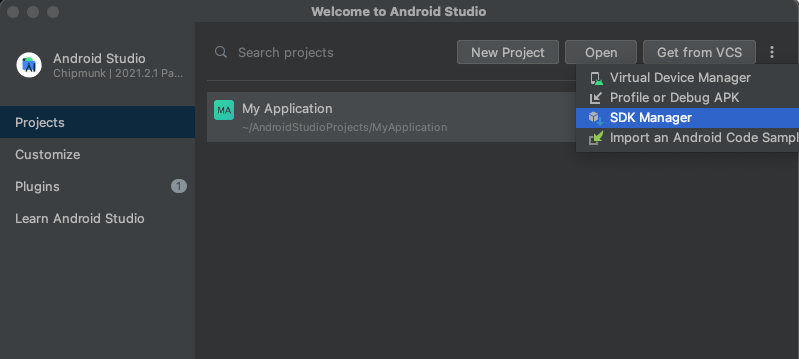 Welcome to Android Studio
Android Studio
Chipmunk | 2021.2.1 Pa...
Search projects
New Project
Open
Get from VCS
Virtual Device Manager
Profile or Debug APK
SDK Manager
Import an Android Code Sampl
MA
My Application
~/AndroidStudioProjects/MyApplication
Projects
Customize
Plugins
1
Learn Android Studio